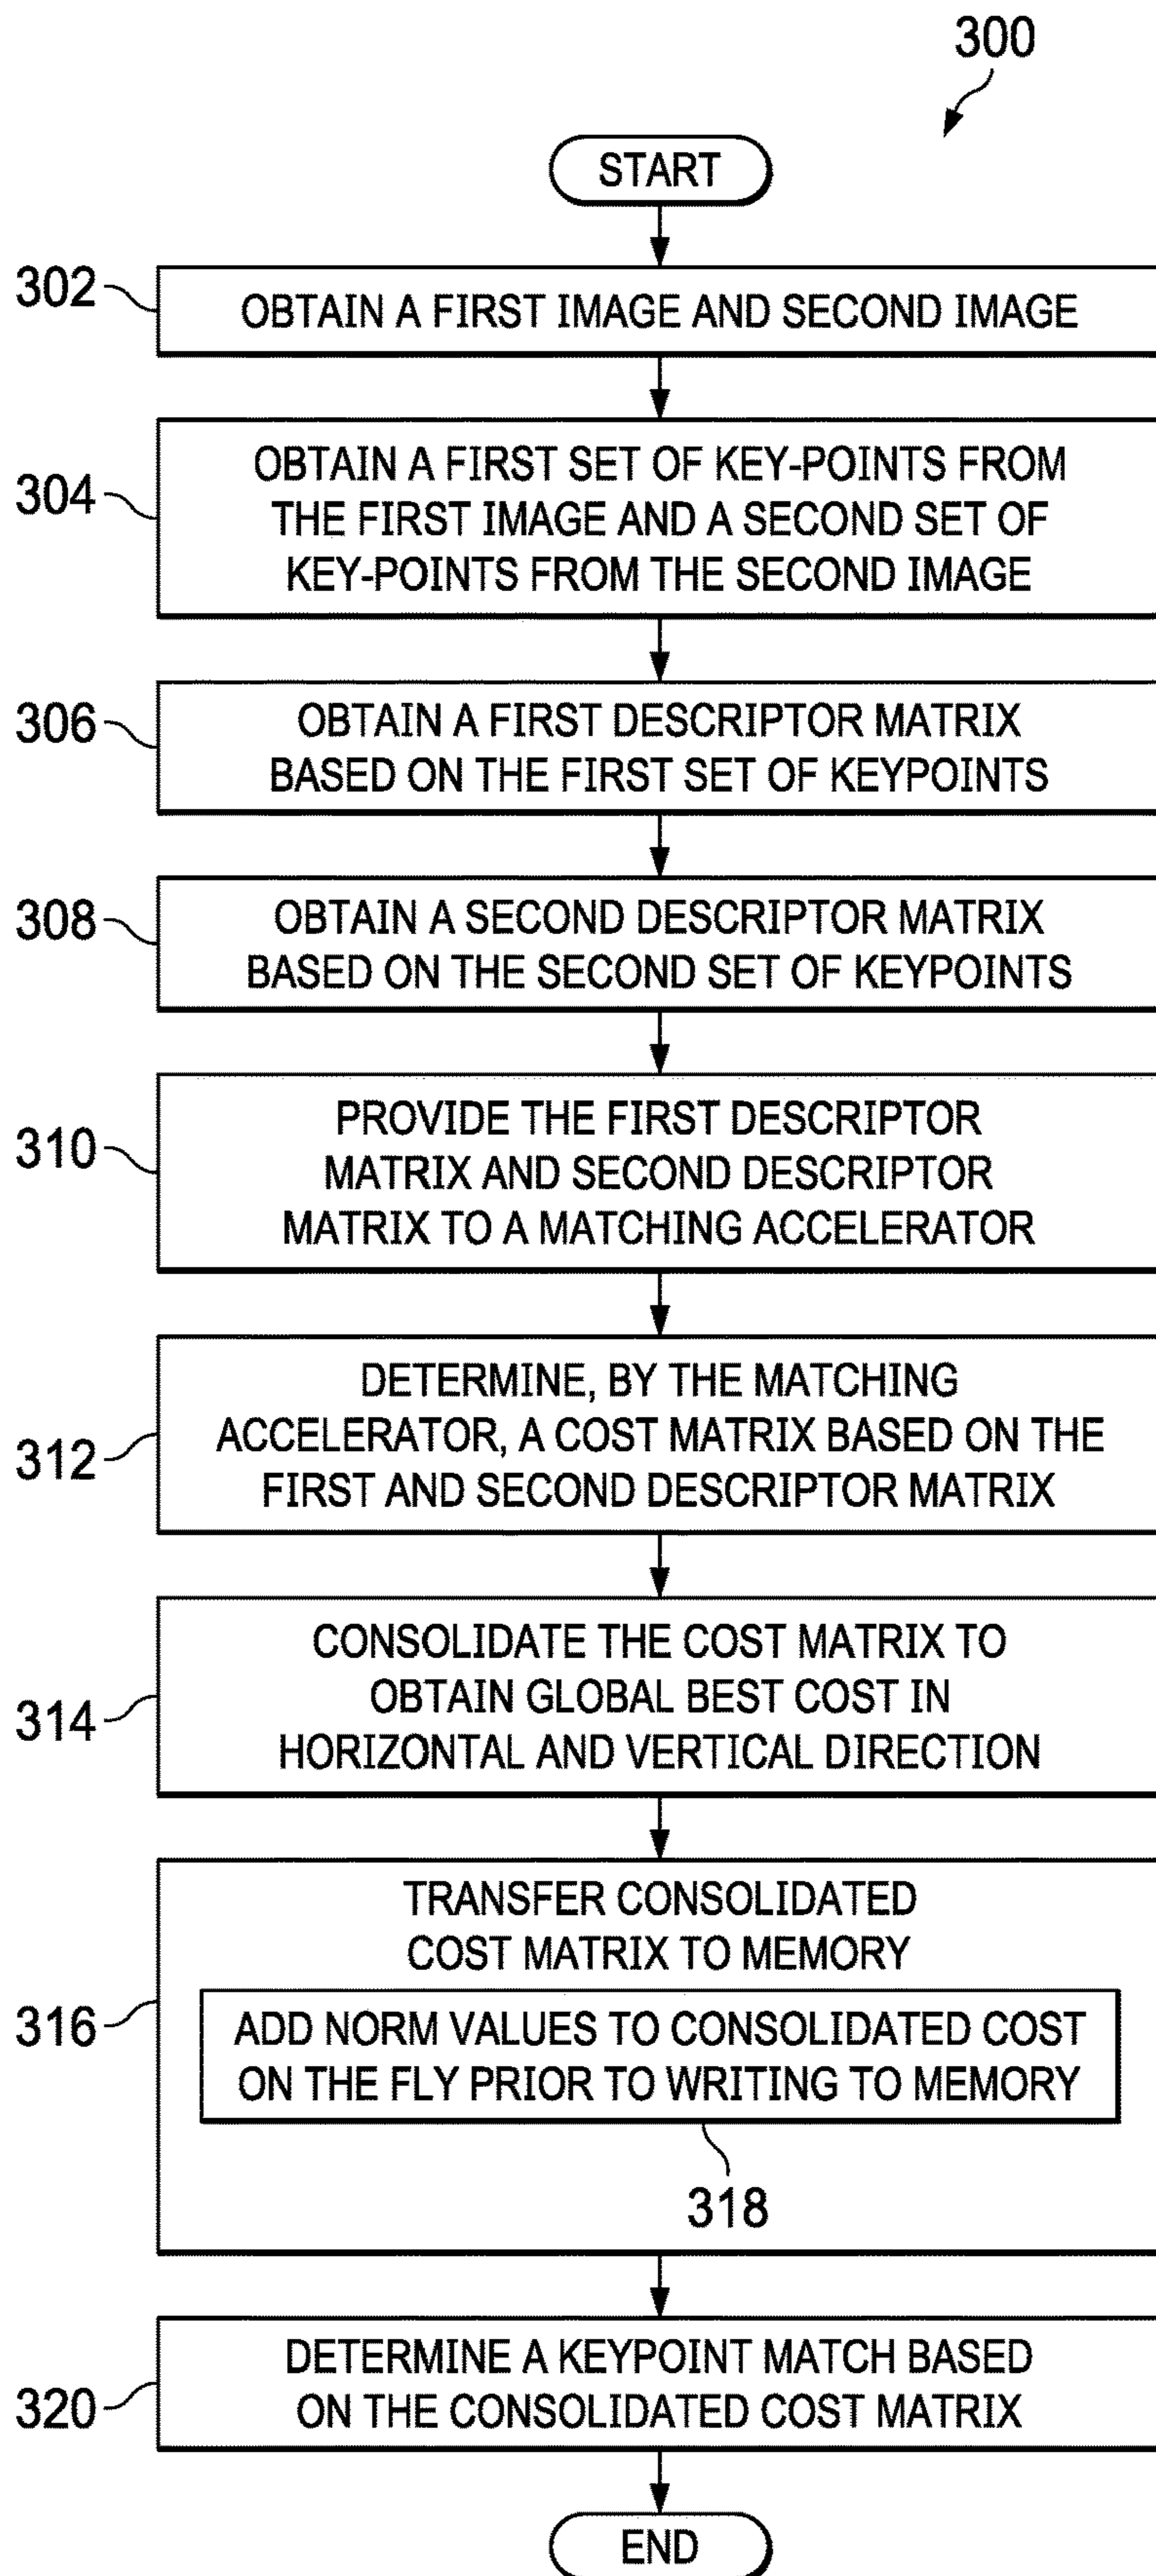 300
START
302
OBTAIN A FIRST IMAGE AND SECOND IMAGE
304
OBTAIN A FIRST SET OF KEY-POINTS FROM
THE FIRST IMAGE AND A SECOND SET OF
KEY-POINTS FROM THE SECOND IMAGE
306
OBTAIN A FIRST DESCRIPTOR MATRIX
BASED ON THE FIRST SET OF KEYPOINTS
308
OBTAIN A SECOND DESCRIPTOR MATRIX
BASED ON THE SECOND SET OF KEYPOINTS
310
PROVIDE THE FIRST DESCRIPTOR
MATRIX AND SECOND DESCRIPTOR
MATRIX TO A MATCHING ACCELERATOR
312
DETERMINE, BY THE MATCHING
ACCELERATOR, A COST MATRIX BASED ON THE
FIRST AND SECOND DESCRIPTOR MATRIX
314
CONSOLIDATE THE COST MATRIX TO
OBTAIN GLOBAL BEST COST IN
HORIZONTAL AND VERTICAL DIRECTION
316
TRANSFER CONSOLIDATED
COST MATRIX TO MEMORY
ADD NORM VALUES TO CONSOLIDATED COST
ON THE FLY PRIOR TO WRITING TO MEMORY
318
320
DETERMINE A KEYPOINT MATCH BASED
ON THE CONSOLIDATED COST MATRIX
END